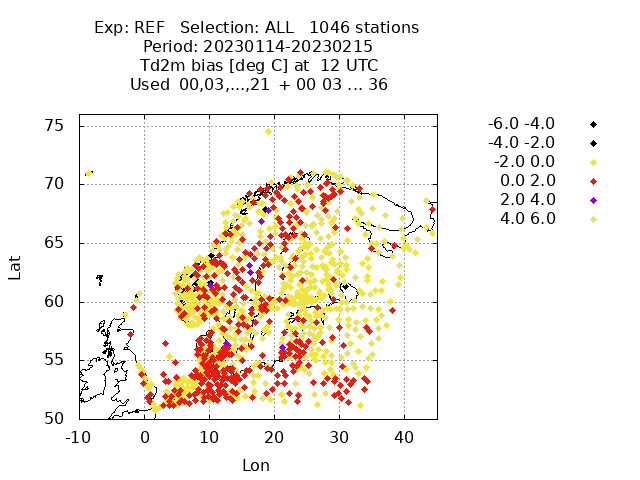 Exp: REF Selection: ALL 1046 stations
Period: 20230114-20230215
Td2m bias [deg C] at 12 UTC
Used 00,03,...,21 + 00 03 ... 36
-6.0 -4.0
-4.0 -2.0
-2.0 0.0
0.0 2.0
2.0 4.0
4.0 6.0
75
70
65
60
55
50
Lat
-10 0 10 20 30 40
Lon